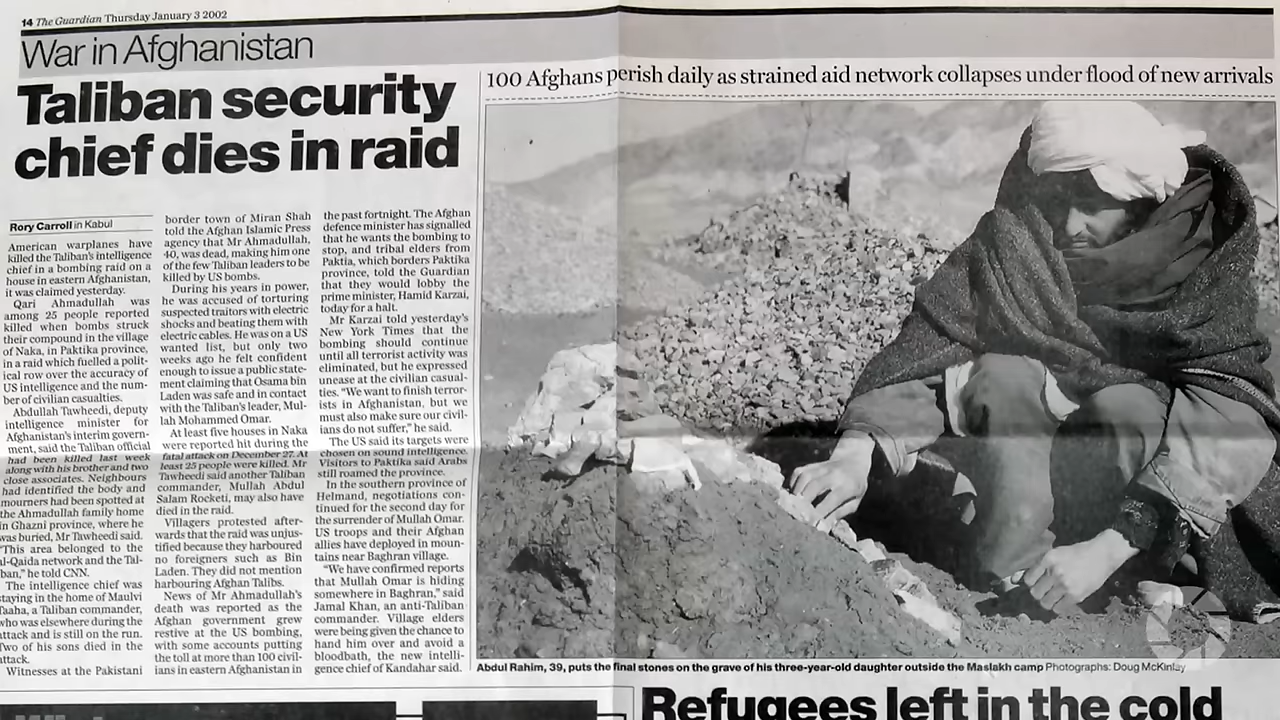 14 The Guardian Thursday January 3 2002
War in Afghanistan
Taliban security
chief dies in raid
Rory Carroll in Kabul
American warplanes have
killed the Taliban's intelligence
chief in a bombing raid on a
house in eastern Afghanistan,
it was claimed yesterday.
Qari Ahmadullah was
among 25 people reported
killed when bombs struck
their compound in the village
of Naka, in Paktika province,
in a raid which fuelled a polit-
ical row over the accuracy of
US intelligence and the num-
ber of civilian casualties.
Abdullah Tawheedi, deputy
intelligence minister for
Afghanistan's interim govern-
ment, said the Taliban official
had been killed last week
along with his brother and two
close associates. Neighbours
had identified the body and
mourners had been spotted at
the Ahmadullah family home
in Ghazni province, where he
was buried, Mr Tawheedi said.
"This area belonged to the
al-Qaida network and the Tal-
iban," he told CNN.
The intelligence chief was
staying in the home of Maulvi
Taaha, a Taliban commander,
who was elsewhere during the
attack and is still on the run.
Two of his sons died in the
attack.
Witnesses at the Pakistani
border town of Miran Shah
told the Afghan Islamic Press
agency that Mr Ahmadullah,
40, was dead, making him one
of the few Taliban leaders to be
killed by US bombs.
During his years in power,
he was accused of torturing
suspected traitors with electric
shocks and beating them with
electric cables. He was on a US
wanted list, but only two
weeks ago he felt confident
enough to issue a public state-
ment claiming that Osama bin
Laden was safe and in contact
with the Taliban's leader, Mul-
lah Mohammed Omar.
At least five houses in Naka
were reported hit during the
fatal attack on December 27. At
least 25 people were killed. Mr
Tawheedi said another Taliban
commander, Mullah Abdul
Salam Rocketi, may also have
died in the raid.
Villagers protested after-
wards that the raid was unjus-
tified because they harboured
no foreigners such as Bin
Laden. They did not mention
harbouring Afghan Talibs.
News of Mr Ahmadullah's
death was reported as the
Afghan government grew
restive at the US bombing,
with some accounts putting
the toll at more than 100 civil-
ians in eastern Afghanistan in
the past fortnight. The Afghan
defence minister has signalled
that he wants the bombing to
stop, and tribal elders from
Paktia, which borders Paktika
province, told the Guardian
that they would lobby the
prime minister, Hamid Karzai,
today for a halt.
Mr Karzai told yesterday's
New York Times that the
bombing should continue
until all terrorist activity was
eliminated, but he expressed
unease at the civilian casual-
ties. "We want to finish terror-
ists in Afghanistan, but we
must also make sure our civil-
ians do not suffer," he said.
The US said its targets were
chosen on sound intelligence.
Visitors to Paktika said Arabs
still roamed the province.
In the southern province of
Helmand, negotiations con-
tinued for the second day for
the surrender of Mullah Omar.
US troops and their Afghan
allies have deployed in moun-
tains near Baghran village.
"We have confirmed reports
that Mullah Omar is hiding
somewhere in Baghran," said
Jamal Khan, an anti-Taliban
commander. Village elders
were being given the chance to
hand him over and avoid a
bloodbath, the new intelli-
gence chief of Kandahar said.
100 Afghans perish daily as strained aid network collapses under flood of new arrivals
Abdul Rahim, 39, puts the final stones on the grave of his three-year-old daughter outside the Maslakh camp Photographs: Doug McKinlay
Refugees left in the cold